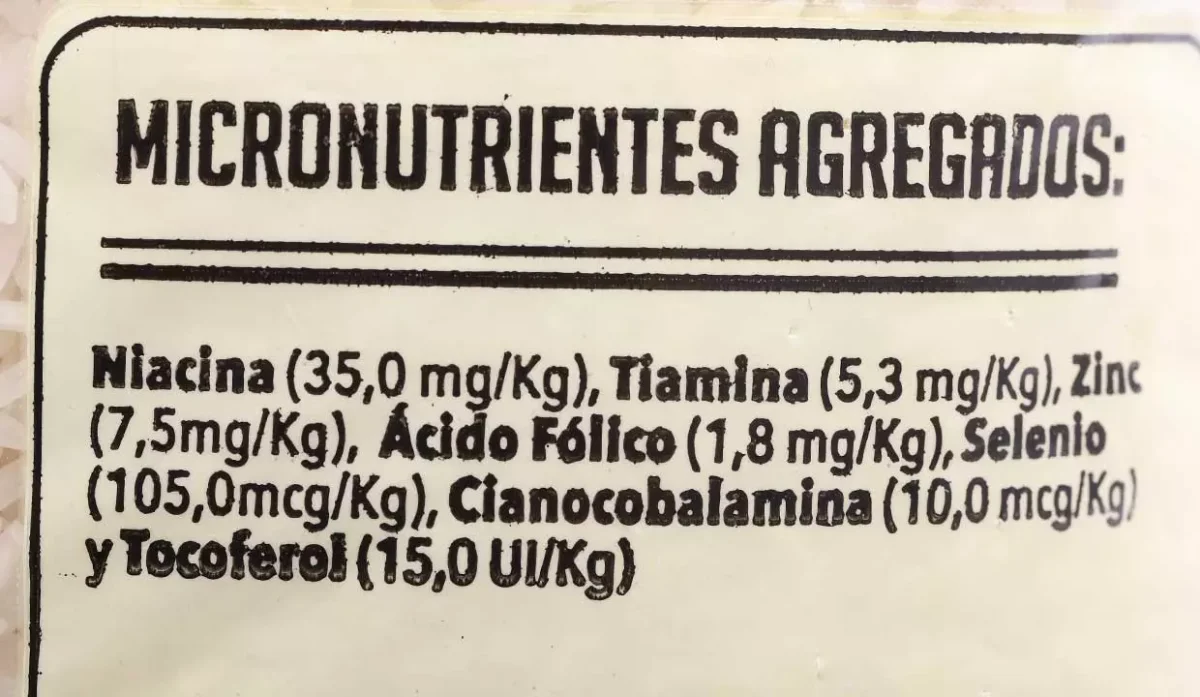 MICRONUTRIENTES AGREGADOS:
Niacina (35,0 mg/Kg), Tiamina (5,3 mg/Kg), Zinc
(7,5mg/Kg), Ácido Fólico (1,8 mg/Kg), Selenio
(105,0mcg/Kg), Cianocobalamina (10,0 mcg/Kg)
y Tocoferol (15,0 UI/Kg)